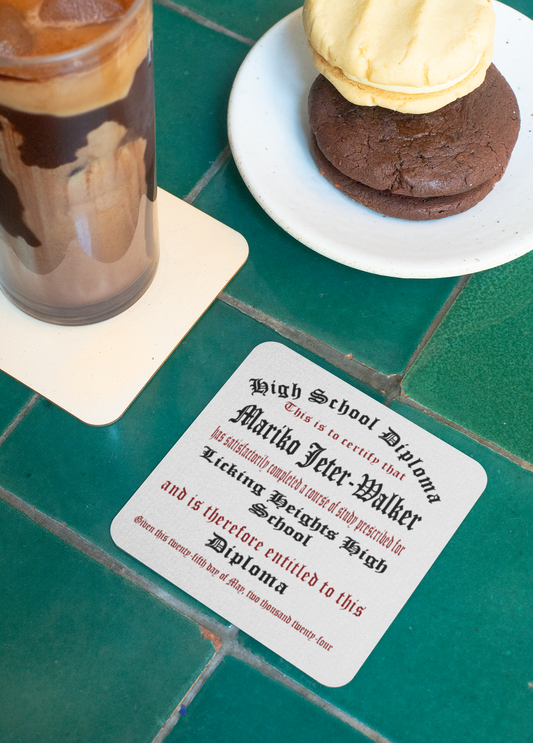 High School Diploma
This is to certify that
Mariko Jeter-Walker
has satisfactorily completed a course of study prescribed for
Licking Heights High
School
and is therefore entitled to this
Diploma
Given this twenty-fifth day of May, two thousand twenty-four